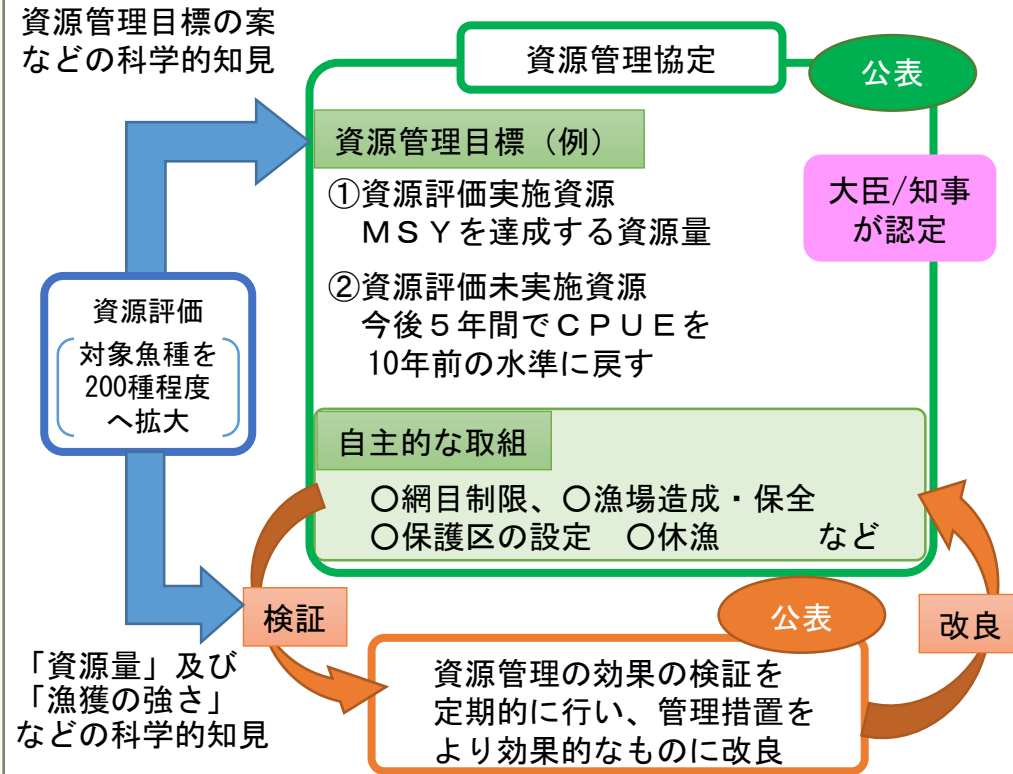 資源管理目標の案
などの科学的知見
資源管理協定
公表
資源管理目標（例）
①資源評価実施資源
ＭＳＹを達成する資源量
②資源評価未実施資源
今後５年間でＣＰＵＥを
10年前の水準に戻す
大臣/知事
が認定
資源評価
対象魚種を
200種程度
へ拡大
自主的な取組
〇網目制限、〇漁場造成・保全
〇保護区の設定　〇休漁　　　など
検証
「資源量」及び
「漁獲の強さ」
などの科学的知見
公表
資源管理の効果の検証を
定期的に行い、管理措置を
より効果的なものに改良
改良